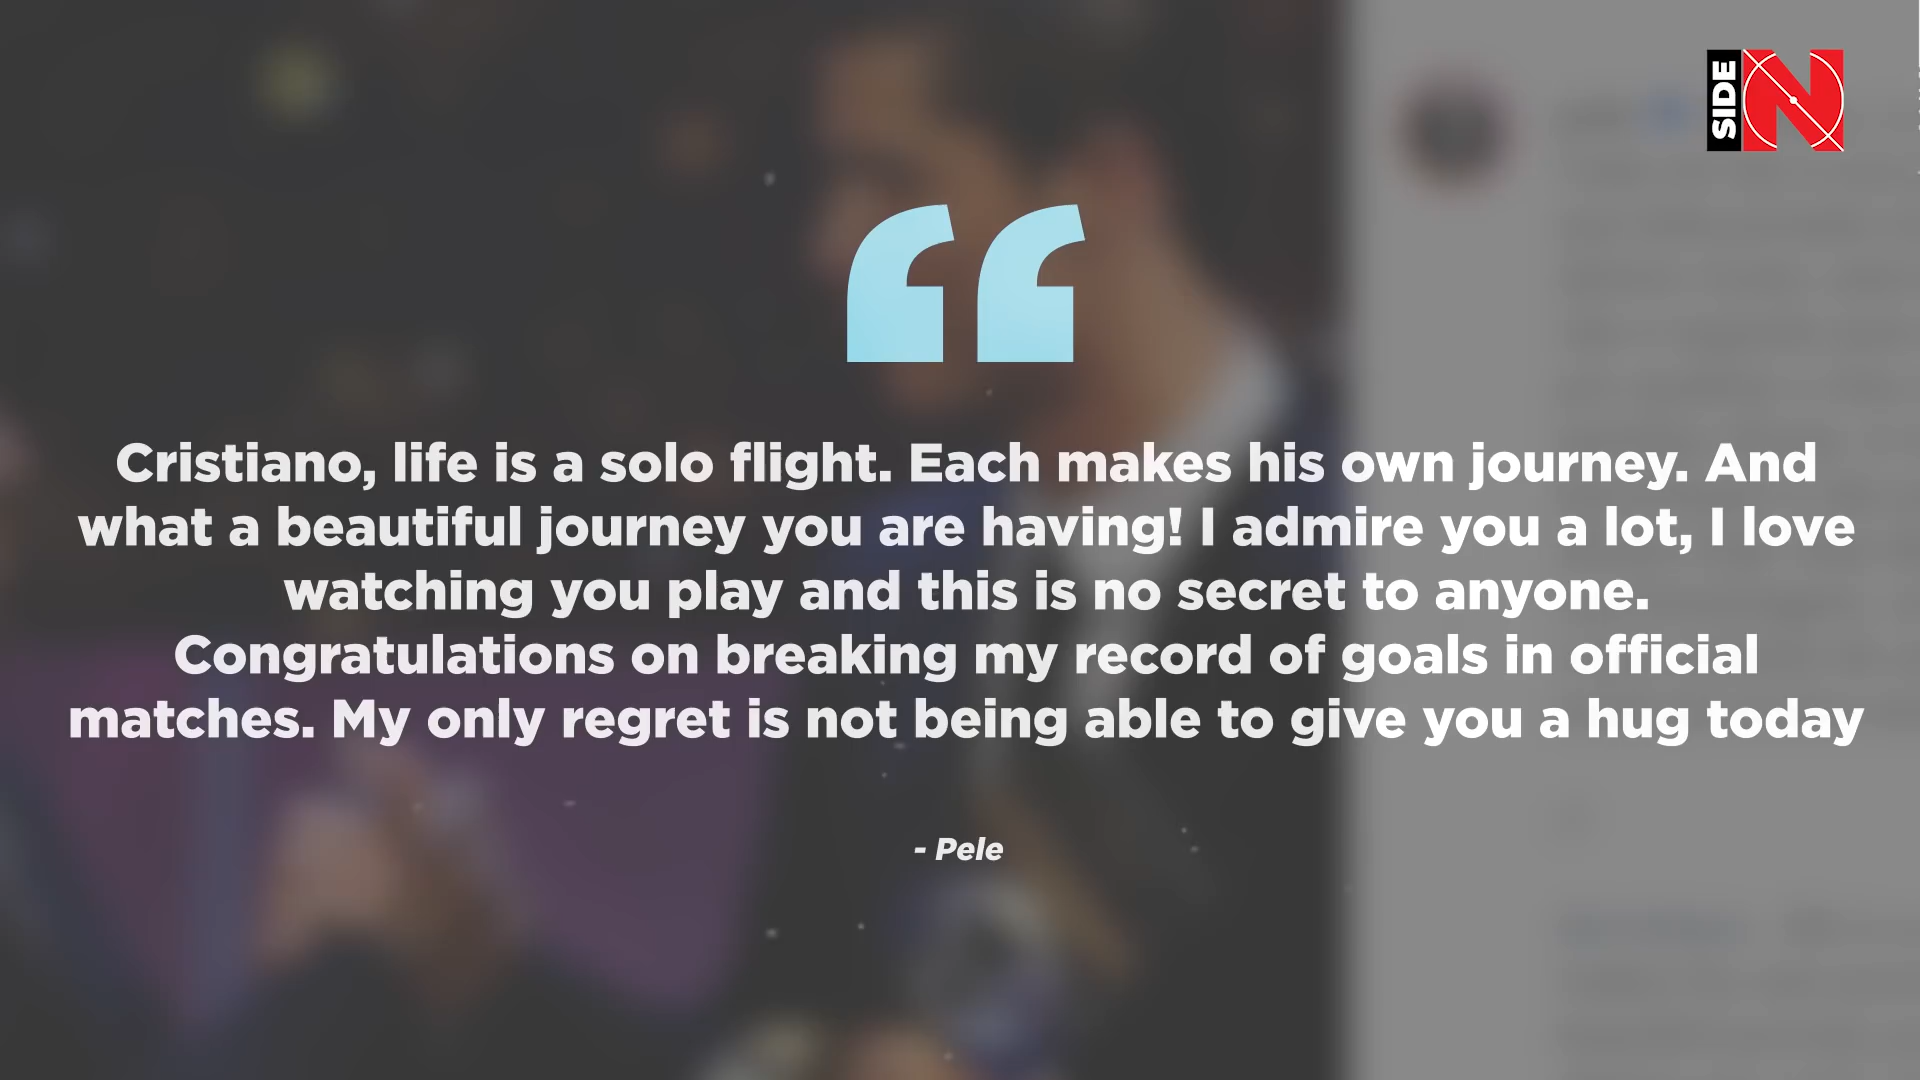 SIDE N
Cristiano, life is a solo flight. Each makes his own journey. And
what a beautiful journey you are having! I admire you a lot, I love
watching you play and this is no secret to anyone.
Congratulations on breaking my record of goals in official
matches. My only regret is not being able to give you a hug today
- Pele